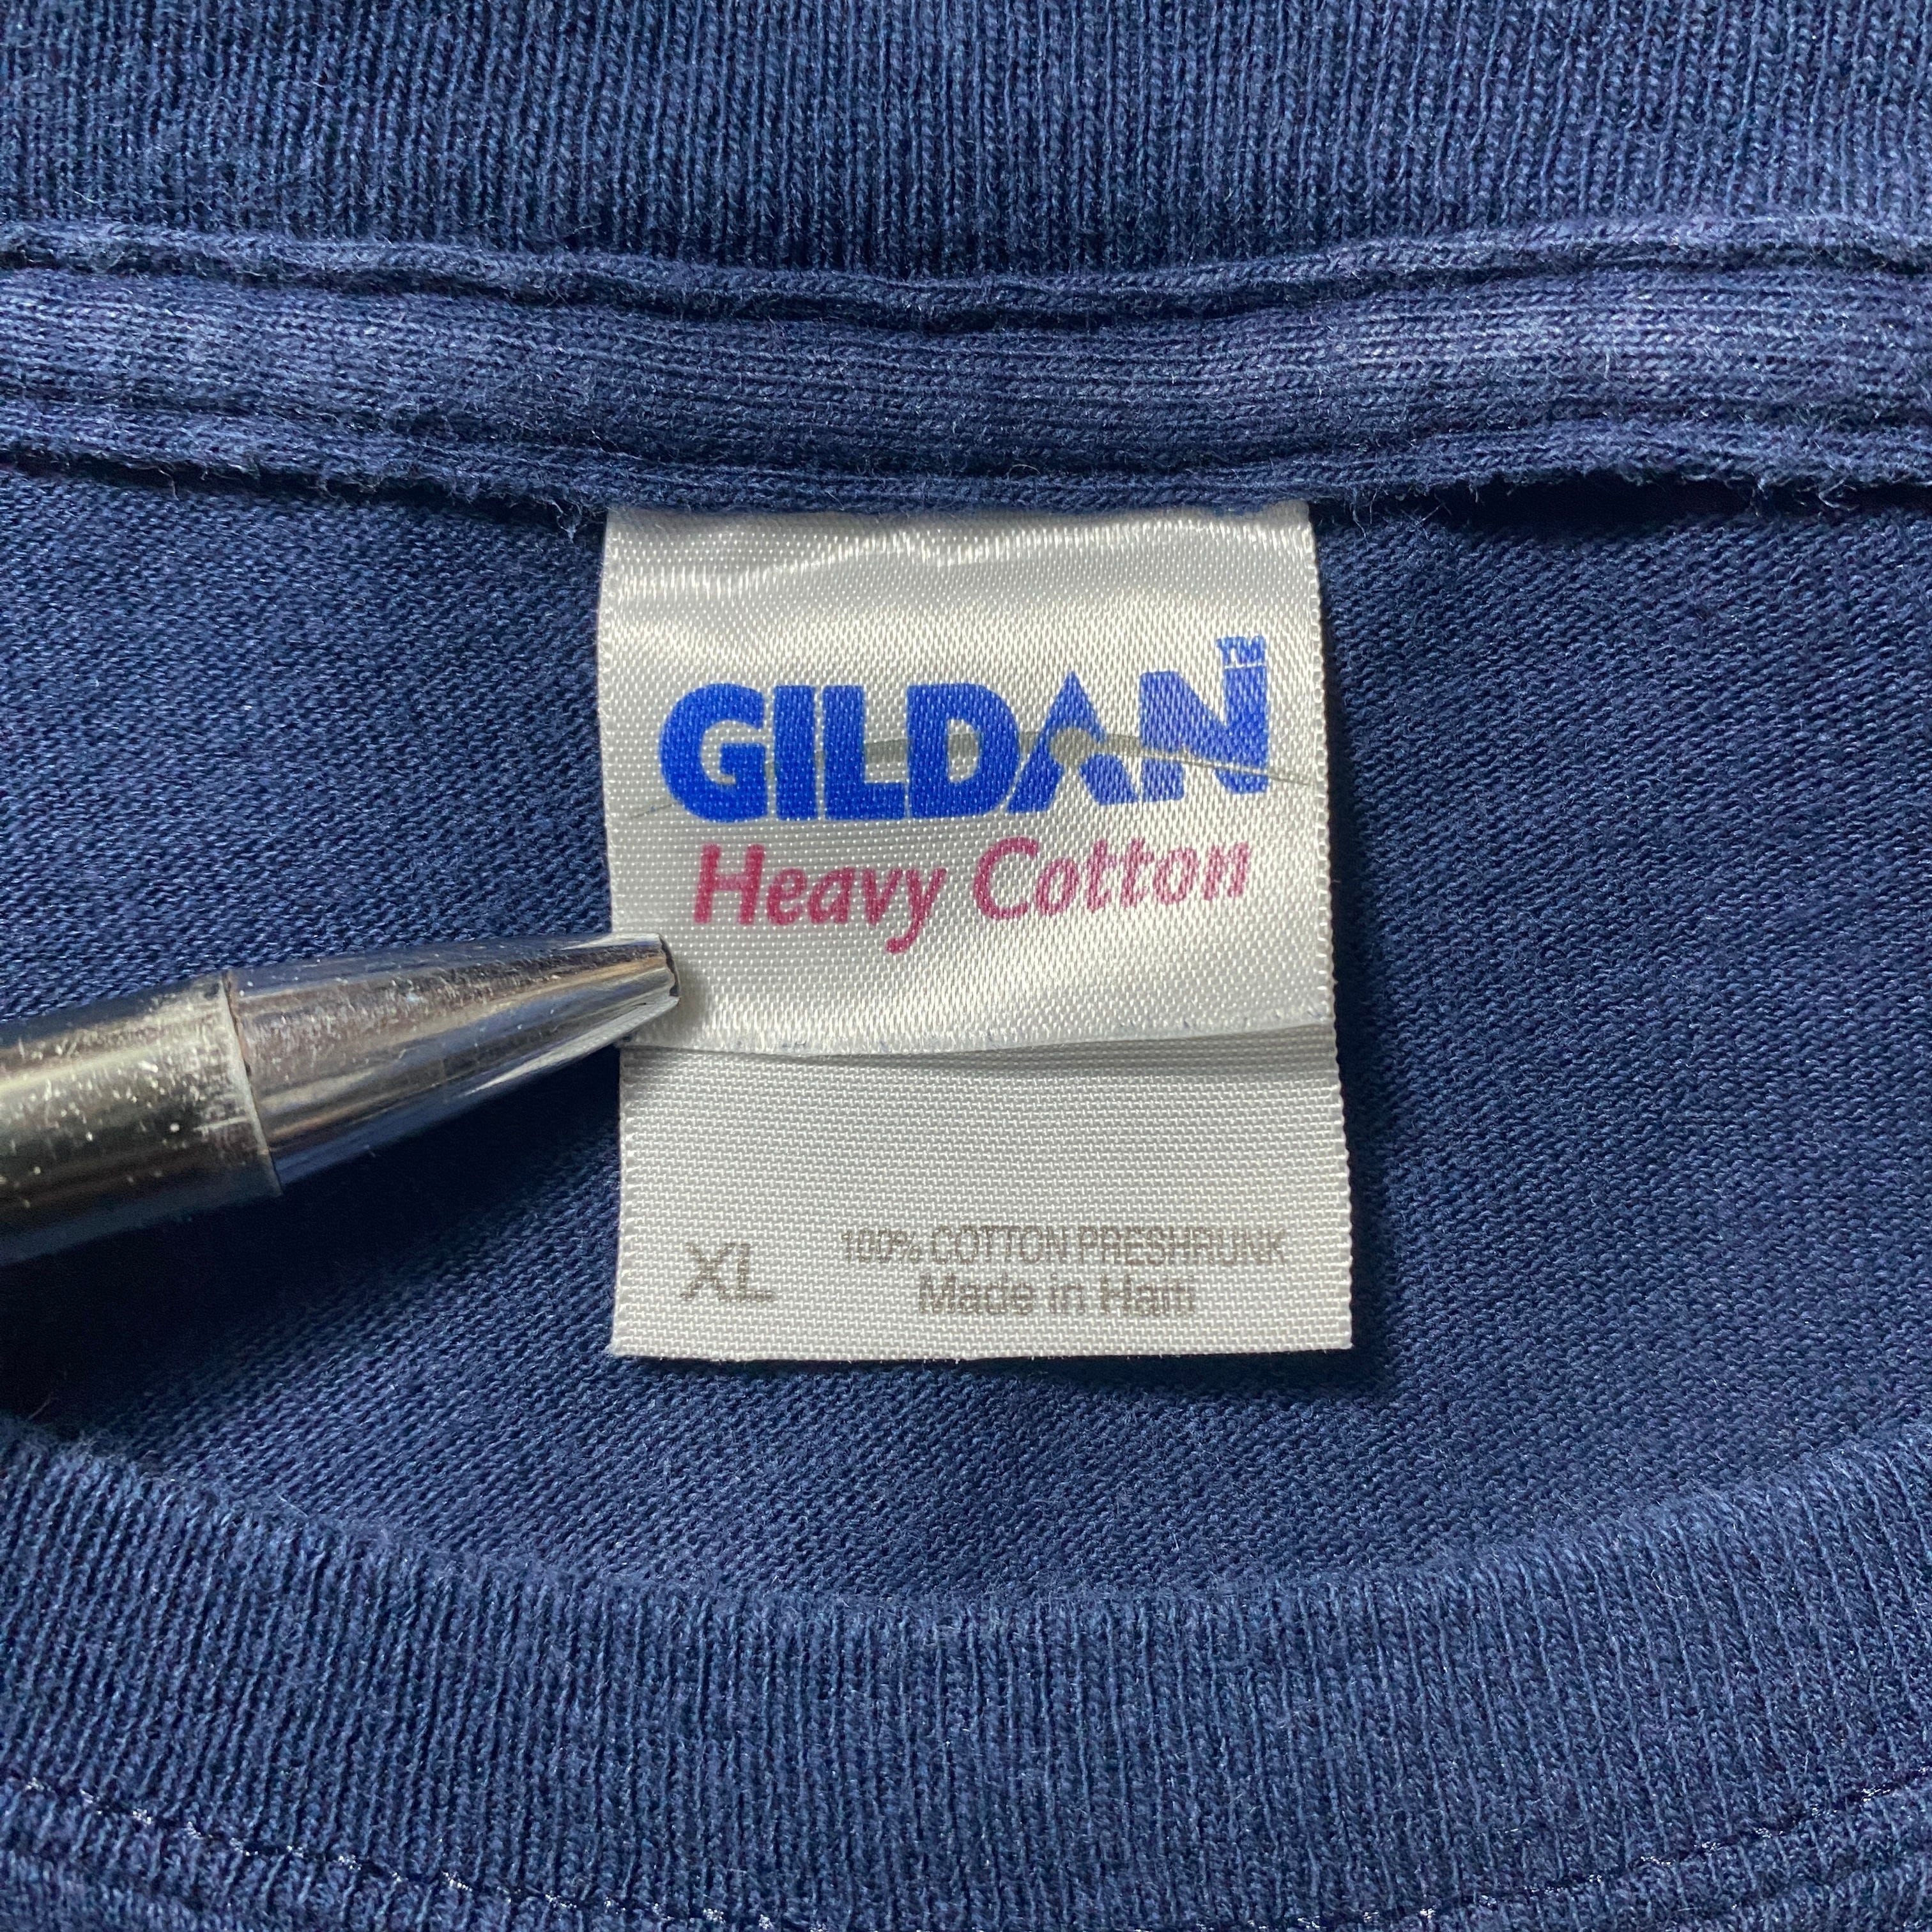 GILDAN™
Heavy Cotton
XL
100% COTTON PRESHRUNK
Made in Haiti